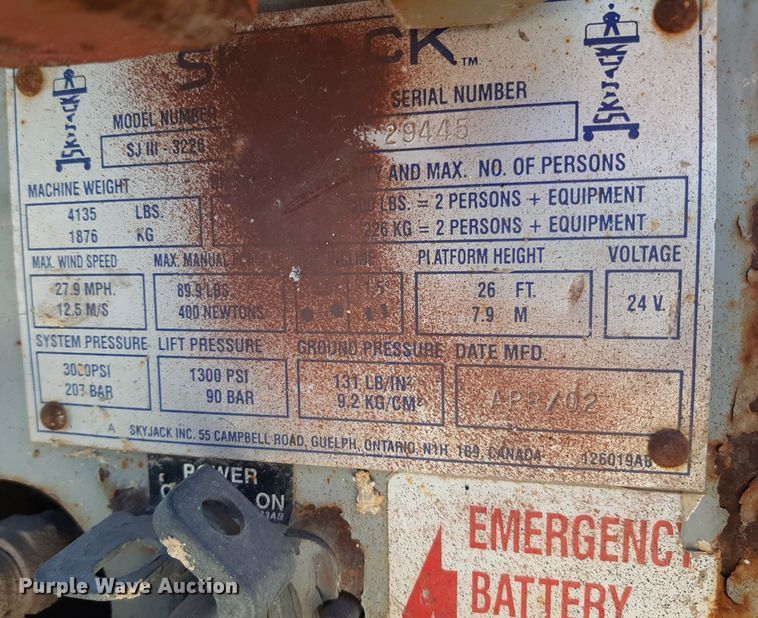 SKYJACK™
SKYJACK SKYJACK
MODEL NUMBER SERIAL NUMBER
SJ III - 3226 29445
AND MAX. NO. OF PERSONS
MACHINE WEIGHT
4135 LBS. LBS. = 2 PERSONS + EQUIPMENT
1876 KG 226 KG = 2 PERSONS + EQUIPMENT
MAX. WIND SPEED MAX. MANUAL PLATFORM HEIGHT VOLTAGE
27.9 MPH. 89.9 LBS 26 FT. 24 V.
12.5 M/S 400 NEWTONS 7.9 M
SYSTEM PRESSURE LIFT PRESSURE GROUND PRESSURE DATE MFD.
3000PSI 1300 PSI 131 LB/IN² APR/02
207 BAR 90 BAR 9.2 KG/CM²
A SKYJACK INC. 55 CAMPBELL ROAD, GUELPH, ONTARIO, N1H 1B9, CANADA 126019AB
POWER
ON
EMERGENCY
BATTERY
Purple Wave Auction